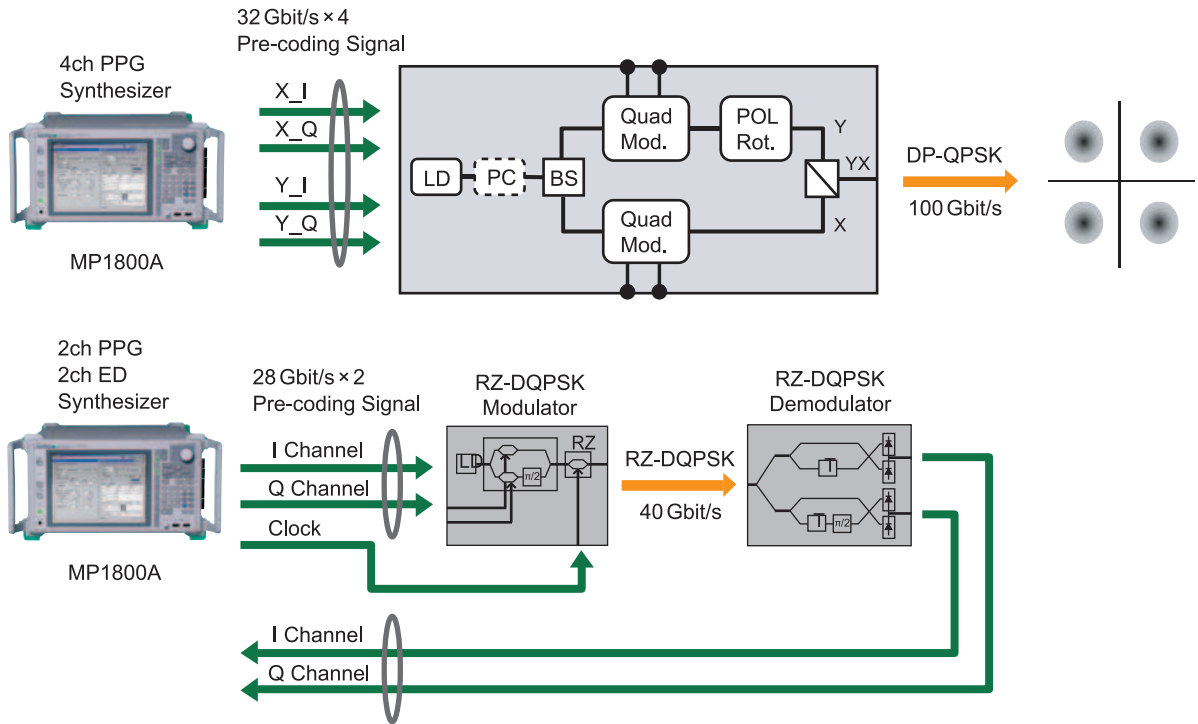 32 Gbit/s × 4
Pre-coding Signal
4ch PPG
Synthesizer
X_I
X_Q
Y_I
Y_Q
MP1800A
LD
PC
BS
Quad
Mod.
POL
Rot.
Y
YX
Quad
Mod.
X
DP-QPSK
100 Gbit/s
2ch PPG
2ch ED
Synthesizer
28 Gbit/s × 2
Pre-coding Signal
I Channel
Q Channel
Clock
MP1800A
RZ-DQPSK
Modulator
LD
π/2
RZ
RZ-DQPSK
40 Gbit/s
RZ-DQPSK
Demodulator
T
T
π/2
I Channel
Q Channel